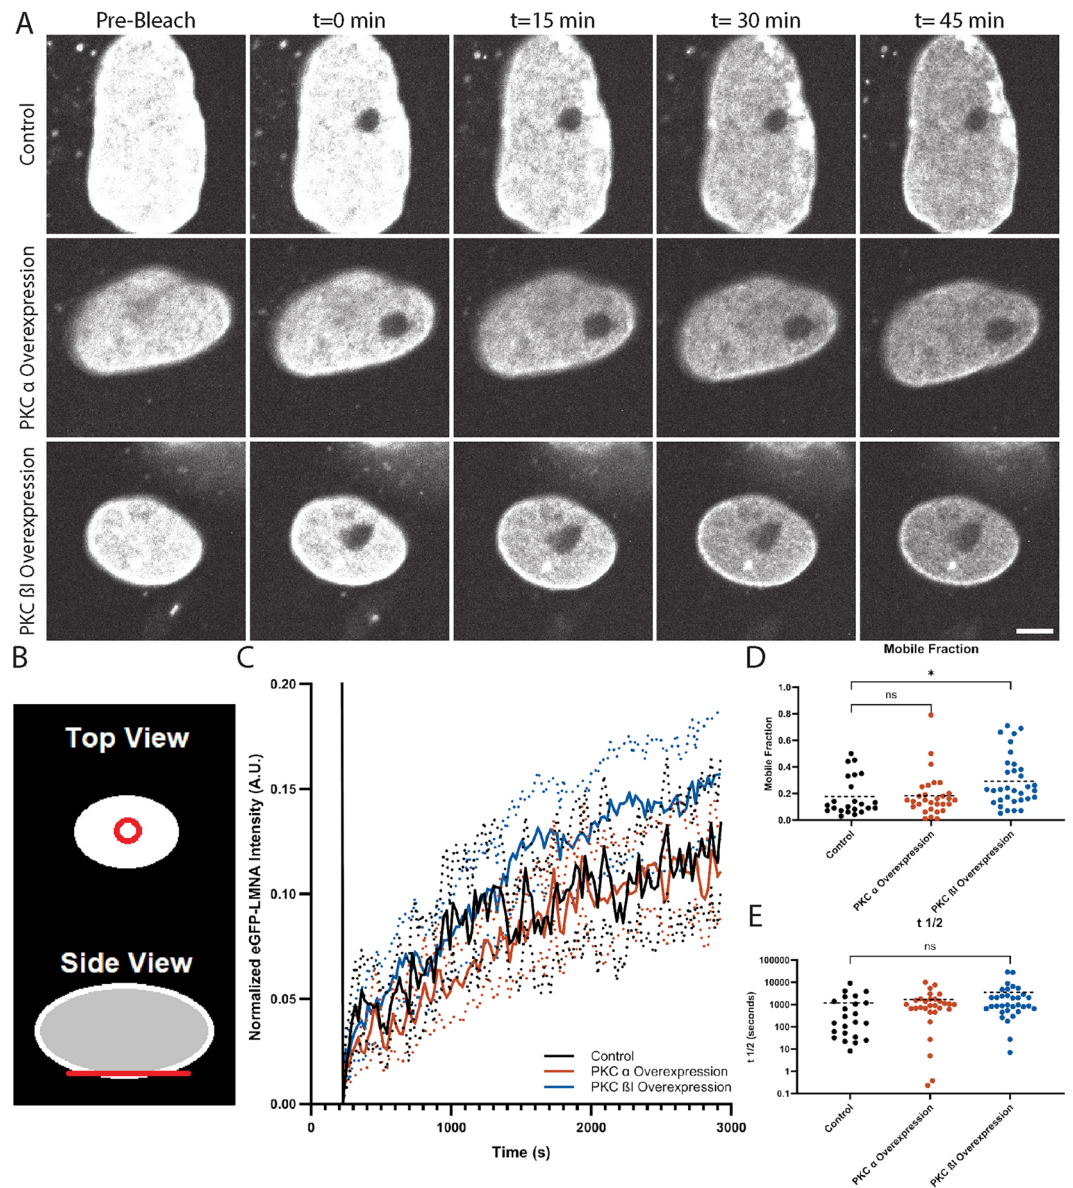 A
Pre-Bleach
t=0 min
t=15 min
t= 30 min
t= 45 min
Control
PKC α Overexpression
PKC ßI Overexpression
B
Top View
Side View
C
0.20
0.15
0.10
0.05
0.00
Normalized eGFP-LMNA Intensity (A.U.)
0
1000
2000
3000
Time (s)
Control
PKC α Overexpression
PKC ßI Overexpression
D
Mobile Fraction
*
ns
1.0
0.8
0.6
0.4
0.2
0.0
Mobile Fraction
Control
PKC α Overexpression
PKC ßI Overexpression
E
t 1/2
ns
100000
10000
1000
100
10
1
0.1
t 1/2 (seconds)
Control
PKC α Overexpression
PKC ßI Overexpression